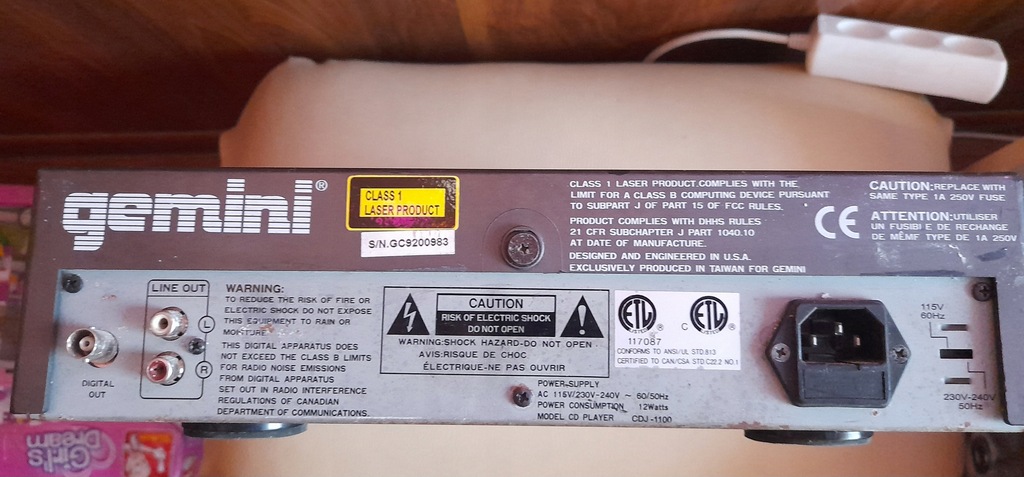 gemini®
CLASS 1
LASER PRODUCT
S/N.GC9200983
CLASS 1 LASER PRODUCT.COMPLIES WITH THE
LIMIT FOR A CLASS B COMPUTING DEVICE PURSUANT
TO SUBPART J OF PART 15 OF FCC RULES.
PRODUCT COMPLIES WITH DHHS RULES
21 CFR SUBCHAPTER J PART 1040.10
AT DATE OF MANUFACTURE.
DESIGNED AND ENGINEERED IN U.S.A.
EXCLUSIVELY PRODUCED IN TAIWAN FOR GEMINI
CE
CAUTION:REPLACE WITH
SAME TYPE 1A 250V FUSE
ATTENTION:UTILISER
UN FUSIBLE DE RECHANGE
DE MÊME TYPE DE 1A 250V
DIGITAL
OUT
LINE OUT
L
R
WARNING:
TO REDUCE THE RISK OF FIRE OR
ELECTRIC SHOCK DO NOT EXPOSE
THIS EQUIPMENT TO RAIN OR
MOISTURE
THIS DIGITAL APPARATUS DOES
NOT EXCEED THE CLASS B LIMITS
FOR RADIO NOISE EMISSIONS
FROM DIGITAL APPARATUS
SET OUT IN RADIO INTERFERENCE
REGULATIONS OF CANADIAN
DEPARTMENT OF COMMUNICATIONS.
CAUTION
RISK OF ELECTRIC SHOCK
DO NOT OPEN
WARNING:SHOCK HAZARD-DO NOT OPEN
AVIS:RISQUE DE CHOC
ÉLECTRIQUE-NE PAS OUVRIR
POWER SUPPLY
AC 115V/230V-240V ~ 60/50Hz
POWER CONSUMPTION 12Watts
MODEL CD PLAYER CDJ-1100
ETL LISTED ® C ETL LISTED ®
117087
CONFORMS TO ANSI/UL STD.813
CERTIFIED TO CAN/CSA STD.C22.2 NO.1
115V
60Hz
230V-240V
50Hz
Girl's
Dream